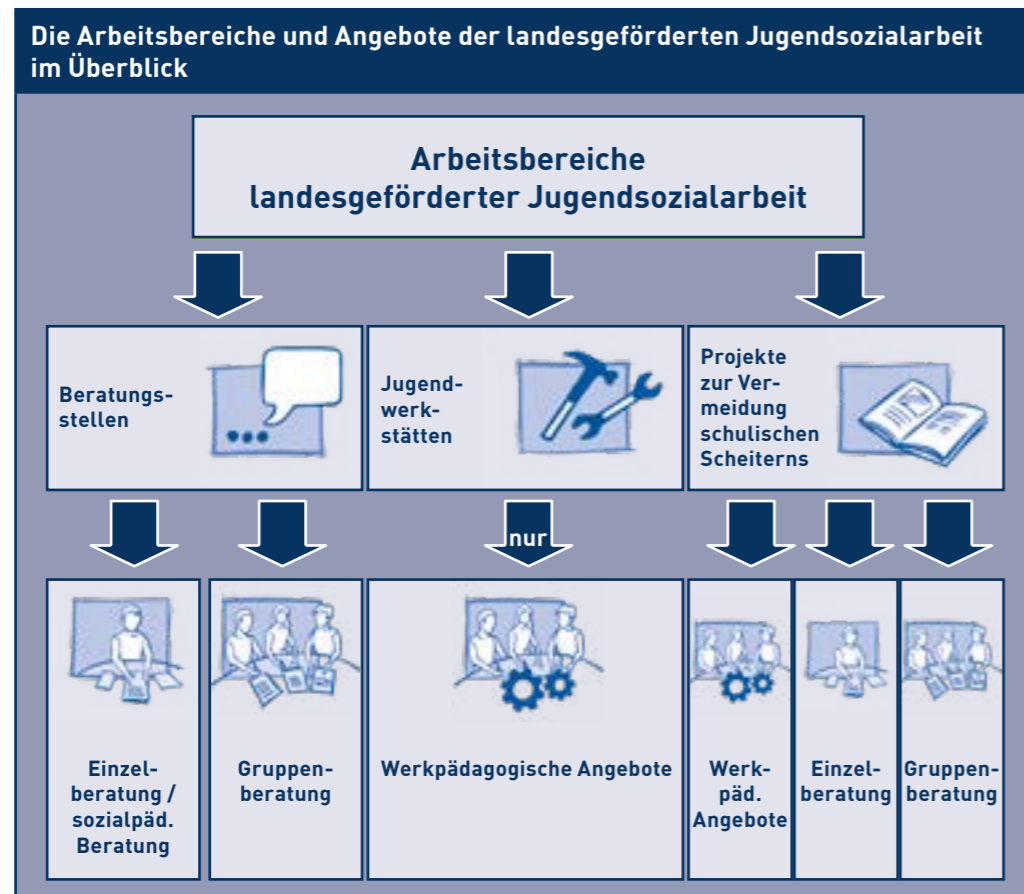 Die Arbeitsbereiche und Angebote der landesgeförderten Jugendsozialarbeit
im Überblick
Arbeitsbereiche
landesgeförderter Jugendsozialarbeit
Beratungs-
stellen
Jugend-
werk-
stätten
Projekte
zur Ver-
meidung
schulischen
Scheiterns
nur
Einzel-
beratung /
sozialpäd.
Beratung
Gruppen-
beratung
Werkpädagogische Angebote
Werk-
päd.
Angebote
Einzel-
beratung
Gruppen-
beratung